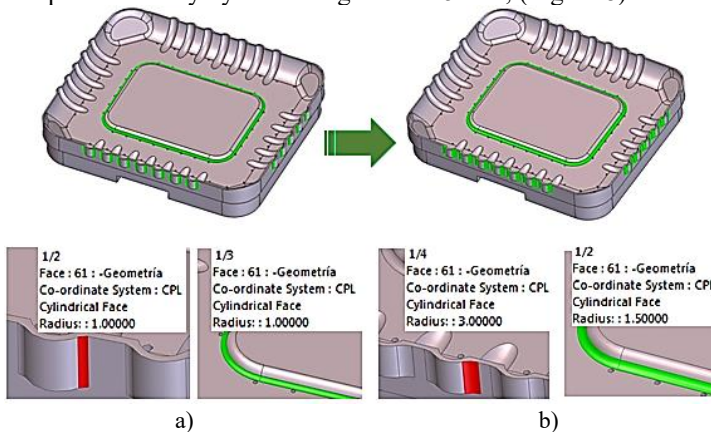 1/2
Face : 61 : -Geometría
Co-ordinate System : CPL
Cylindrical Face
Radius: : 1.00000
1/3
Face : 61 : -Geometría
Co-ordinate System : CPL
Cylindrical Face
Radius: : 1.00000
1/4
Face : 61 : -Geometría
Co-ordinate System : CPL
Cylindrical Face
Radius: : 3.00000
1/2
Face : 61 : -Geometría
Co-ordinate System : CPL
Cylindrical Face
Radius: : 1.50000
a)
b)